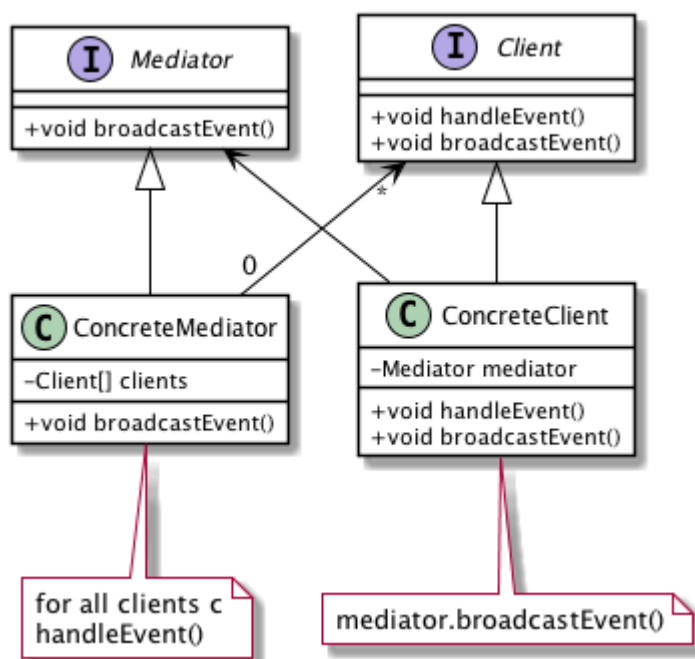 I Mediator
+void broadcastEvent()
I Client
+void handleEvent()
+void broadcastEvent()
*
0
C ConcreteMediator
-Client[] clients
+void broadcastEvent()
C ConcreteClient
-Mediator mediator
+void handleEvent()
+void broadcastEvent()
for all clients c
handleEvent()
mediator.broadcastEvent()